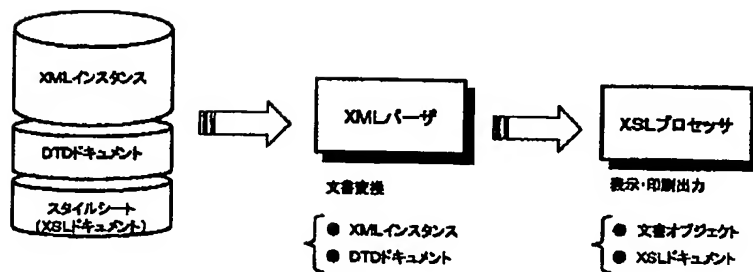 XMLインスタンス
DTDドキュメント
スタイルシート
(XSLドキュメント)
XMLパーザ
文書変換
● XMLインスタンス
● DTDドキュメント
XSLプロセッサ
表示・印刷出力
● 文書オブジェクト
● XSLドキュメント